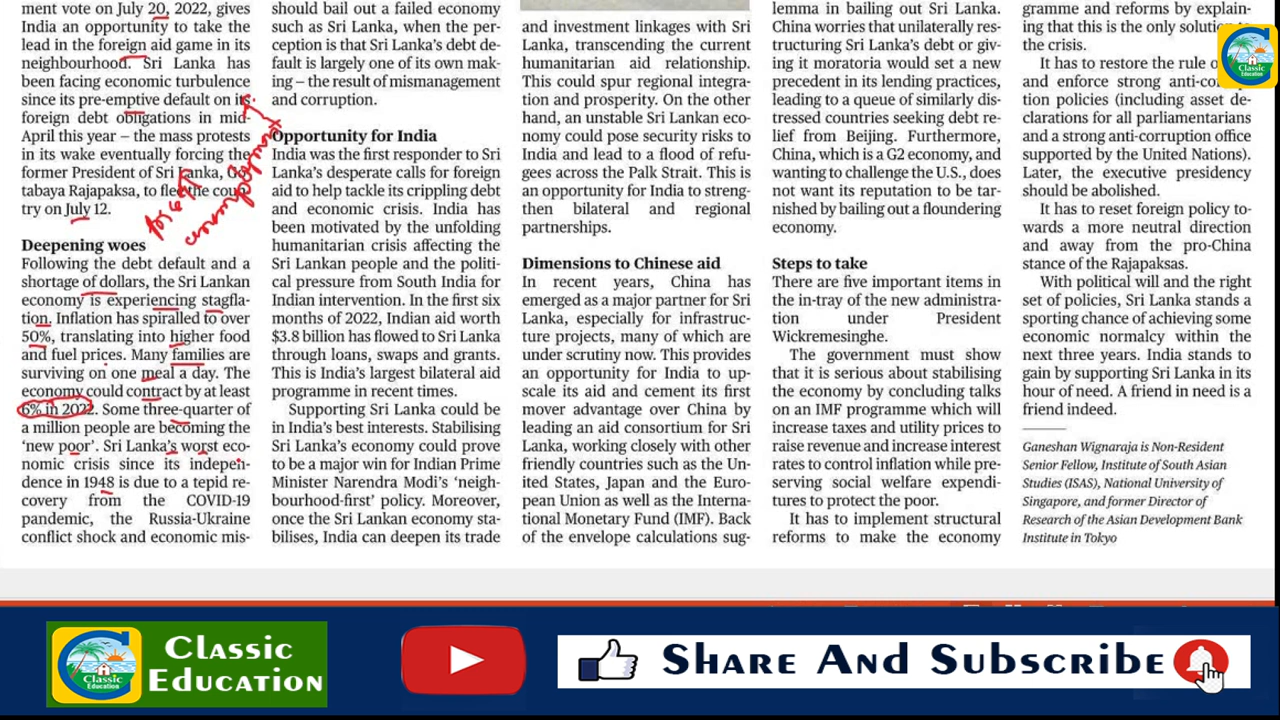 ment vote on July 20, 2022, gives
India an opportunity to take the
lead in the foreign aid game in its
neighbourhood. Sri Lanka has
been facing economic turbulence
since its pre-emptive default on its
foreign debt obligations in mid-
April this year – the mass protests
in its wake eventually forcing the
former President of Sri Lanka, Go-
tabaya Rajapaksa, to flee the coun-
try on July 12.
Deepening woes
Following the debt default and a
shortage of dollars, the Sri Lankan
economy is experiencing stagfla-
tion. Inflation has spiralled to over
50%, translating into higher food
and fuel prices. Many families are
surviving on one meal a day. The
economy could contract by at least
6% in 2022. Some three-quarter of
a million people are becoming the
'new poor'. Sri Lanka's worst eco-
nomic crisis since its indepen-
dence in 1948 is due to a tepid re-
covery from the COVID-19
pandemic, the Russia-Ukraine
conflict shock and economic mis-
should bail out a failed economy
such as Sri Lanka, when the per-
ception is that Sri Lanka's debt de-
fault is largely one of its own mak-
ing – the result of mismanagement
and corruption.
Opportunity for India
India was the first responder to Sri
Lanka's desperate calls for foreign
aid to help tackle its crippling debt
and economic crisis. India has
been motivated by the unfolding
humanitarian crisis affecting the
Sri Lankan people and the politi-
cal pressure from South India for
Indian intervention. In the first six
months of 2022, Indian aid worth
$3.8 billion has flowed to Sri Lanka
through loans, swaps and grants.
This is India's largest bilateral aid
programme in recent times.
Supporting Sri Lanka could be
in India's best interests. Stabilising
Sri Lanka's economy could prove
to be a major win for Indian Prime
Minister Narendra Modi's 'neigh-
bourhood-first' policy. Moreover,
once the Sri Lankan economy sta-
bilises, India can deepen its trade
and investment linkages with Sri
Lanka, transcending the current
humanitarian aid relationship.
This could spur regional integra-
tion and prosperity. On the other
hand, an unstable Sri Lankan eco-
nomy could pose security risks to
India and lead to a flood of refu-
gees across the Palk Strait. This is
an opportunity for India to streng-
then bilateral and regional
partnerships.
Dimensions to Chinese aid
In recent years, China has
emerged as a major partner for Sri
Lanka, especially for infrastruc-
ture projects, many of which are
under scrutiny now. This provides
an opportunity for India to up-
scale its aid and cement its first
mover advantage over China by
leading an aid consortium for Sri
Lanka, working closely with other
friendly countries such as the Un-
ited States, Japan and the Euro-
pean Union as well as the Interna-
tional Monetary Fund (IMF). Back
of the envelope calculations sug-
lemma in bailing out Sri Lanka.
China worries that unilaterally res-
tructuring Sri Lanka's debt or giv-
ing it moratoria would set a new
precedent in its lending practices,
leading to a queue of similarly dis-
tressed countries seeking debt re-
lief from Beijing. Furthermore,
China, which is a G2 economy, and
wanting to challenge the U.S., does
not want its reputation to be tar-
nished by bailing out a floundering
economy.
Steps to take
There are five important items in
the in-tray of the new administra-
tion under President
Wickremesinghe.
The government must show
that it is serious about stabilising
the economy by concluding talks
on an IMF programme which will
increase taxes and utility prices to
raise revenue and increase interest
rates to control inflation while pre-
serving social welfare expendi-
tures to protect the poor.
It has to implement structural
reforms to make the economy
gramme and reforms by explain-
ing that this is the only solut
the crisis.
It has to restore the rule
and enforce strong anti-co
tion policies (including asset de-
clarations for all parliamentarians
and a strong anti-corruption office
supported by the United Nations).
Later, the executive presidency
should be abolished.
It has to reset foreign policy to-
wards a more neutral direction
and away from the pro-China
stance of the Rajapaksas.
With political will and the right
set of policies, Sri Lanka stands a
sporting chance of achieving some
economic normalcy within the
next three years. India stands to
gain by supporting Sri Lanka in its
hour of need. A friend in need is a
friend indeed.
Ganeshan Wignaraja is Non-Resident
Senior Fellow, Institute of South Asian
Studies (ISAS), National University of
Singapore, and former Director of
Research of the Asian Development Bank
Institute in Tokyo
Classic
Education
Classic
Education
Classic
Education
Share And Subscribe